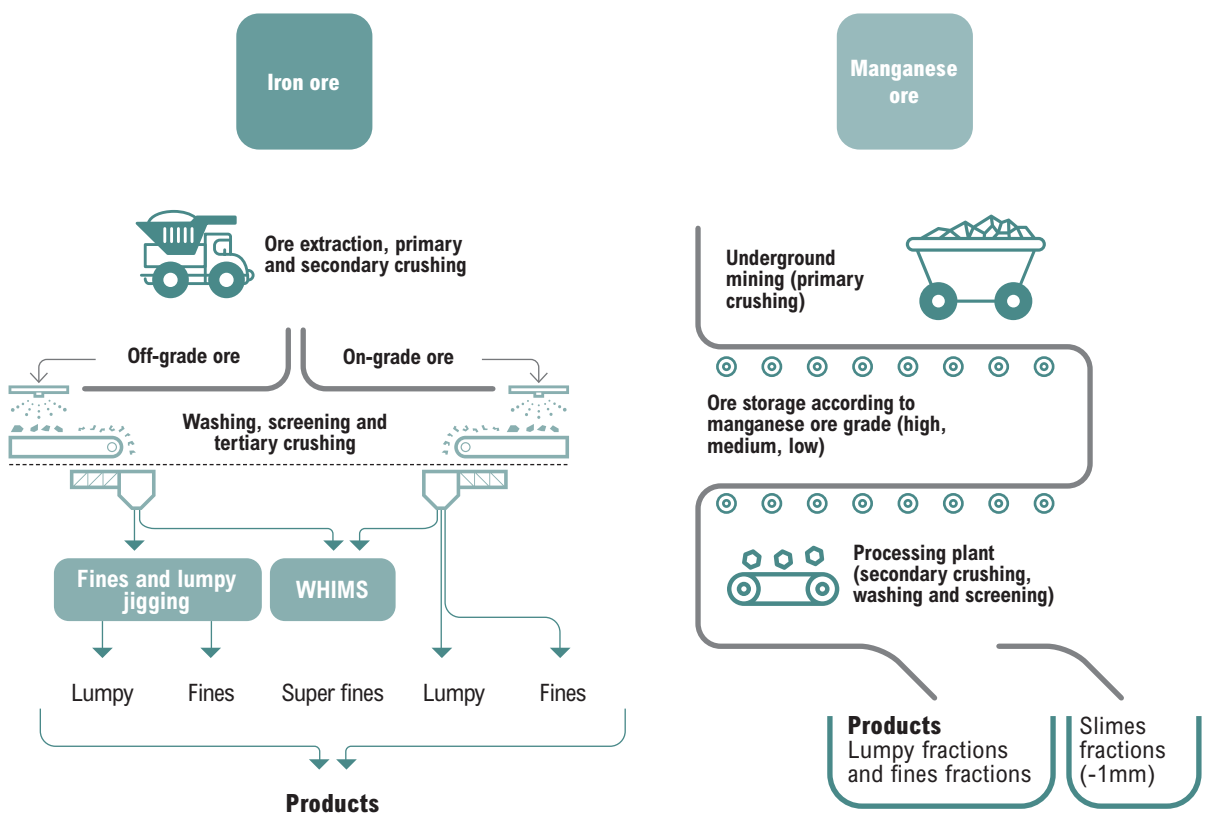 Iron ore
Ore extraction, primary
and secondary crushing
Off-grade ore
On-grade ore
Washing, screening and
tertiary crushing
Fines and lumpy
jigging
WHIMS
Lumpy
Fines
Super fines
Lumpy
Fines
Products
Manganese
ore
Underground
mining (primary
crushing)
Ore storage according to
manganese ore grade (high,
medium, low)
Processing plant
(secondary crushing,
washing and screening)
Products
Lumpy fractions
and fines fractions
Slimes
fractions
(-1mm)